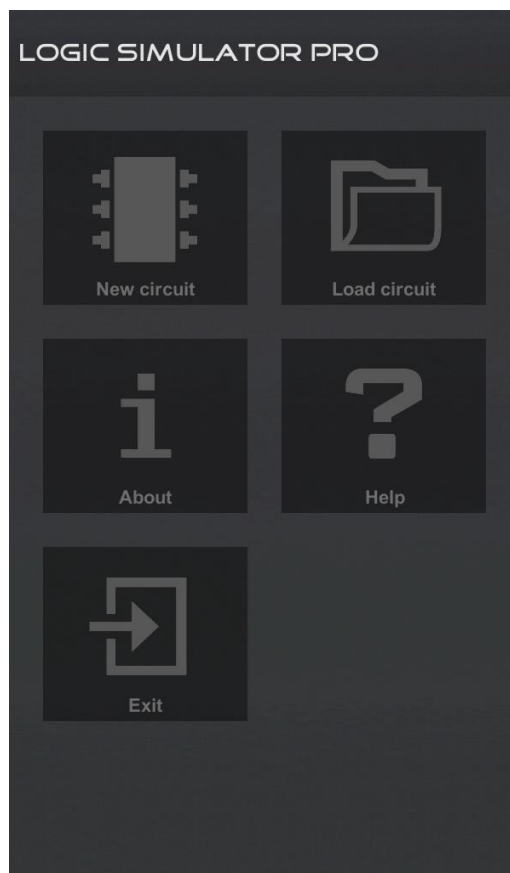 LOGIC SIMULATOR PRO
New circuit
Load circuit
About
Help
Exit